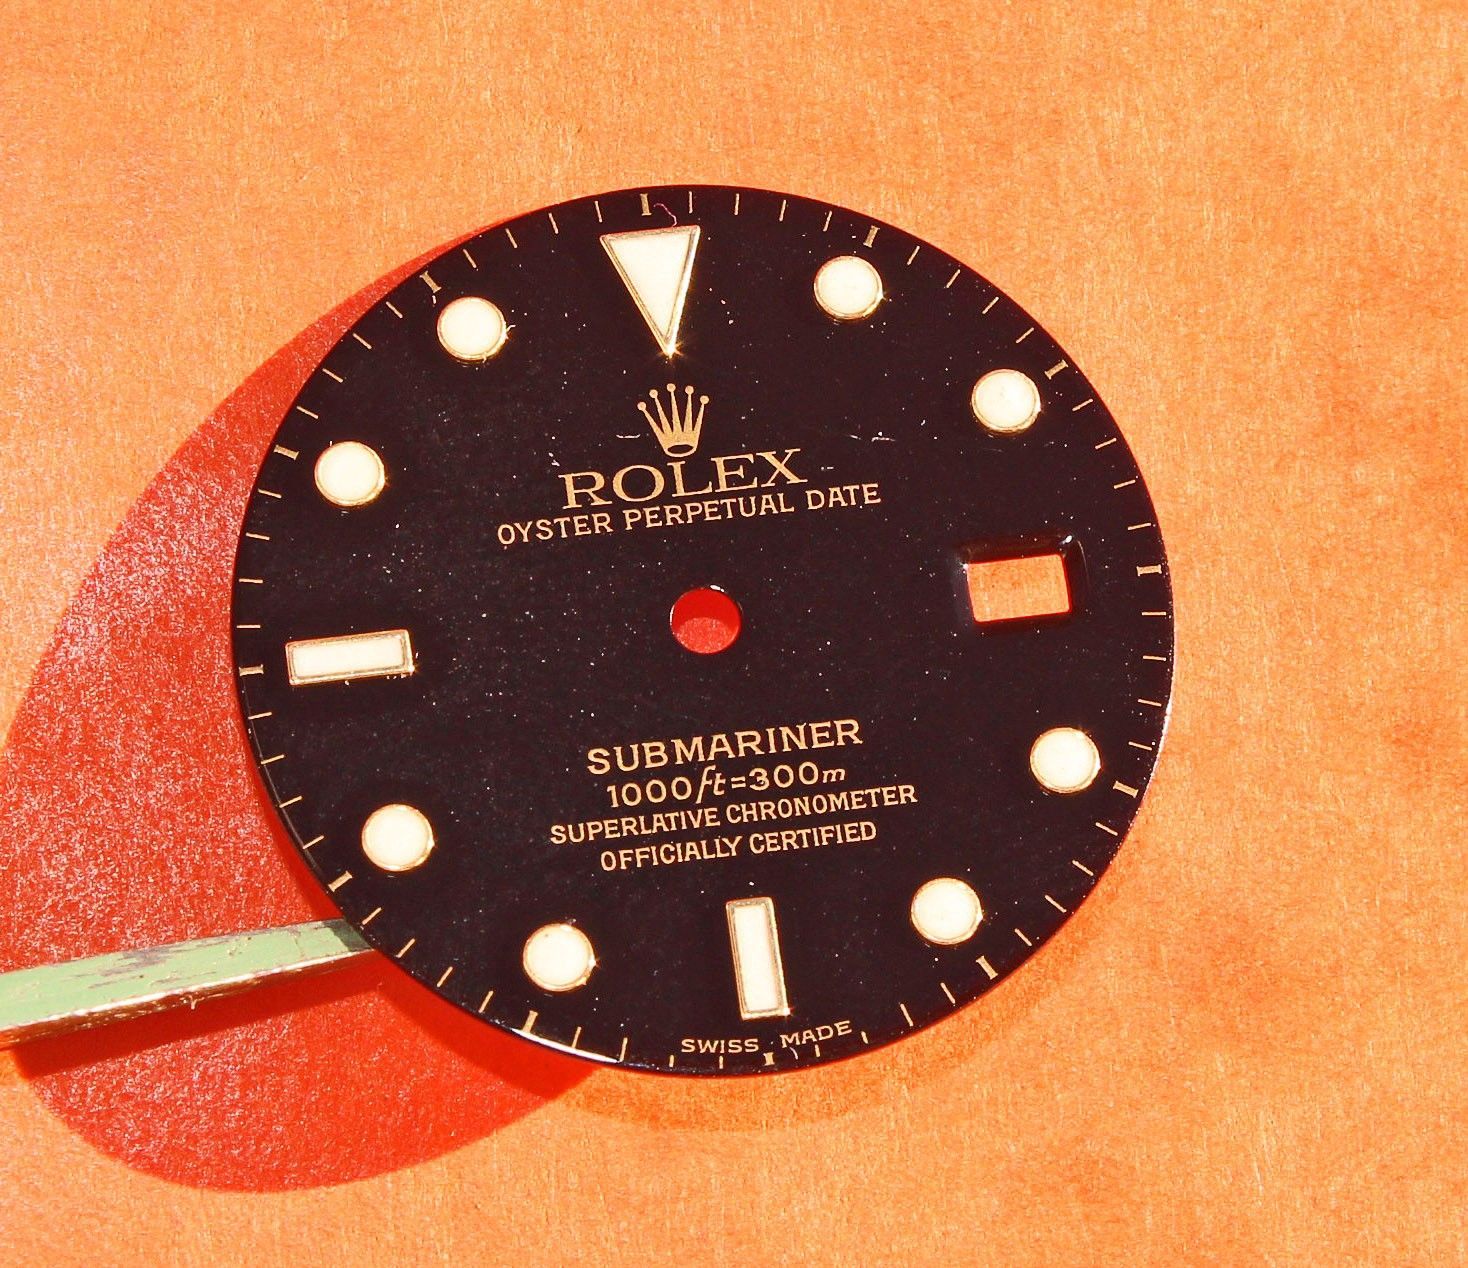 ROLEX
OYSTER PERPETUAL DATE
SUBMARINER
1000ft=300m
SUPERLATIVE CHRONOMETER
OFFICIALLY CERTIFIED
SWISS MADE